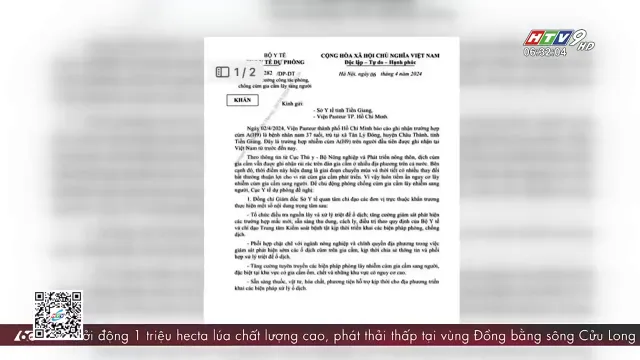 HTV9 HD
06:32:04
BỘ Y TẾ
CỘNG HÒA XÃ HỘI CHỦ NGHĨA VIỆT NAM
TẾ DỰ PHÒNG
Độc lập - Tự do - Hạnh phúc
1 / 2
282 /DP-DT
Hà Nội, ngày 06 tháng 4 năm 2024
cường công tác phòng,
chống cúm gia cầm lây sang người
KHẨN
Kính gửi:
- Sở Y tế tỉnh Tiền Giang,
- Viện Pasteur TP. Hồ Chí Minh.
Ngày 02/4/2024, Viện Pasteur thành phố Hồ Chí Minh báo cáo ghi nhận trường hợp
cúm A(H9) là bệnh nhân nam 37 tuổi, trú tại xã Tân Lý Đông, huyện Châu Thành, tỉnh
Tiền Giang. Đây là trường hợp nhiễm cúm A(H9) trên người đầu tiên được ghi nhận tại
Việt Nam từ trước đến nay.
Theo thông tin từ Cục Thú y - Bộ Nông nghiệp và Phát triển nông thôn, dịch cúm
gia cầm vẫn được ghi nhận rải rác trên đàn gia cầm ở nhiều địa phương trên cả nước. Bên
cạnh đó, thời điểm này hiện đang là giai đoạn chuyển mùa và thời tiết có nhiều thay đổi
bất thường thuận lợi cho vi rút cúm gia cầm phát triển. Vì vậy luôn tiềm ẩn nguy cơ lây
nhiễm cúm gia cầm sang người. Để chủ động phòng chống cúm gia cầm lây nhiễm sang
người, Cục Y tế dự phòng đề nghị:
1. Đồng chí Giám đốc Sở Y tế quan tâm chỉ đạo các đơn vị trực thuộc khẩn trương
thực hiện một số nội dung trọng tâm sau:
- Tổ chức điều tra nguồn lây và xử lý triệt để ổ dịch; tăng cường giám sát phát hiện
các trường hợp mắc mới, sẵn sàng thu dung, cách ly, điều trị theo quy định của Bộ Y tế
và chỉ đạo Trung tâm Kiểm soát bệnh tật kịp thời triển khai các biện pháp phòng, chống
dịch.
- Phối hợp chặt chẽ với ngành nông nghiệp và chính quyền địa phương trong việc
giám sát phát hiện sớm các ổ dịch cúm trên gia cầm, kịp thời chia sẻ thông tin và phối
hợp xử lý triệt để ổ dịch.
- Tăng cường tuyên truyền các biện pháp phòng lây nhiễm cúm gia cầm sang người,
đặc biệt tại khu vực có gia cầm ốm, chết và những khu vực có nguy cơ cao.
- Sẵn sàng thuốc, vật tư, hóa chất, phương tiện hỗ trợ kịp thời cho địa phương triển
khai các biện pháp xử lý ổ dịch.
ởi động 1 triệu hecta lúa chất lượng cao, phát thải thấp tại vùng Đồng bằng sông Cửu Long